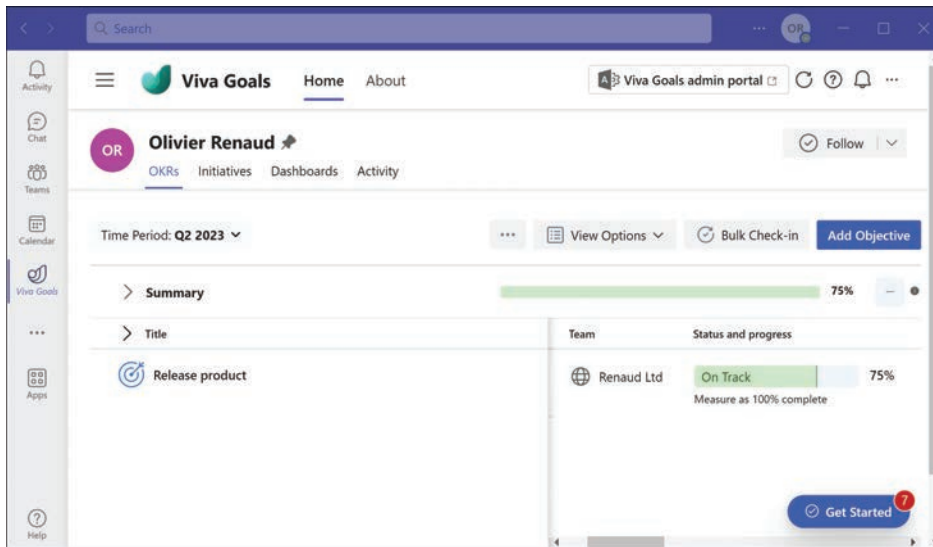 Search
OR
Activity
Chat
Teams
Calendar
Viva Goals
Apps
Help
Viva Goals
Home
About
Viva Goals admin portal
OR
Olivier Renaud
OKRs
Initiatives
Dashboards
Activity
Follow
Time Period: Q2 2023
View Options
Bulk Check-in
Add Objective
Summary
75%
Title
Team
Status and progress
Release product
Renaud Ltd
On Track
75%
Measure as 100% complete
Get Started
7